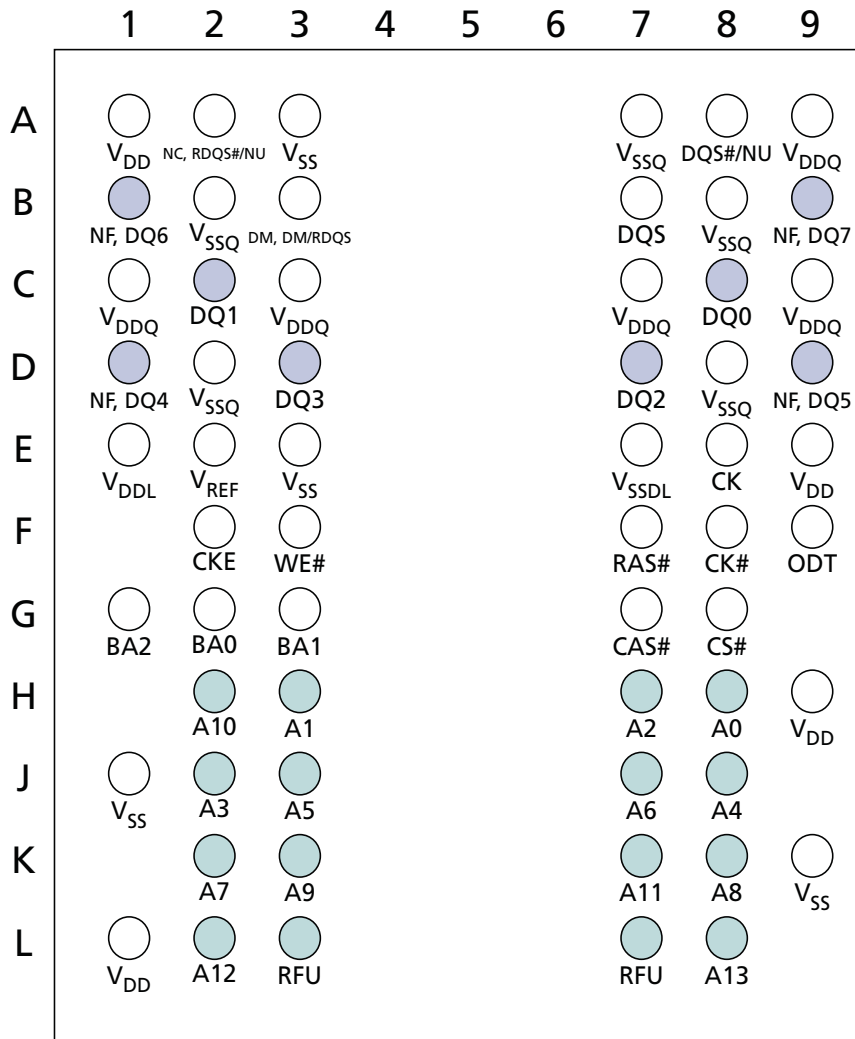 1 2 3 4 5 6 7 8 9
A
VDD NC, RDQS#/NU VSS VSSQ DQS#/NU VDDQ
B
NF, DQ6 VSSQ DM, DM/RDQS DQS VSSQ NF, DQ7
C
VDDQ DQ1 VDDQ VDDQ DQ0 VDDQ
D
NF, DQ4 VSSQ DQ3 DQ2 VSSQ NF, DQ5
E
VDDL VREF VSS VSSDL CK VDD
F
CKE WE# RAS# CK# ODT
G
BA2 BA0 BA1 CAS# CS#
H
A10 A1 A2 A0 VDD
J
VSS A3 A5 A6 A4
K
A7 A9 A11 A8 VSS
L
VDD A12 RFU RFU A13